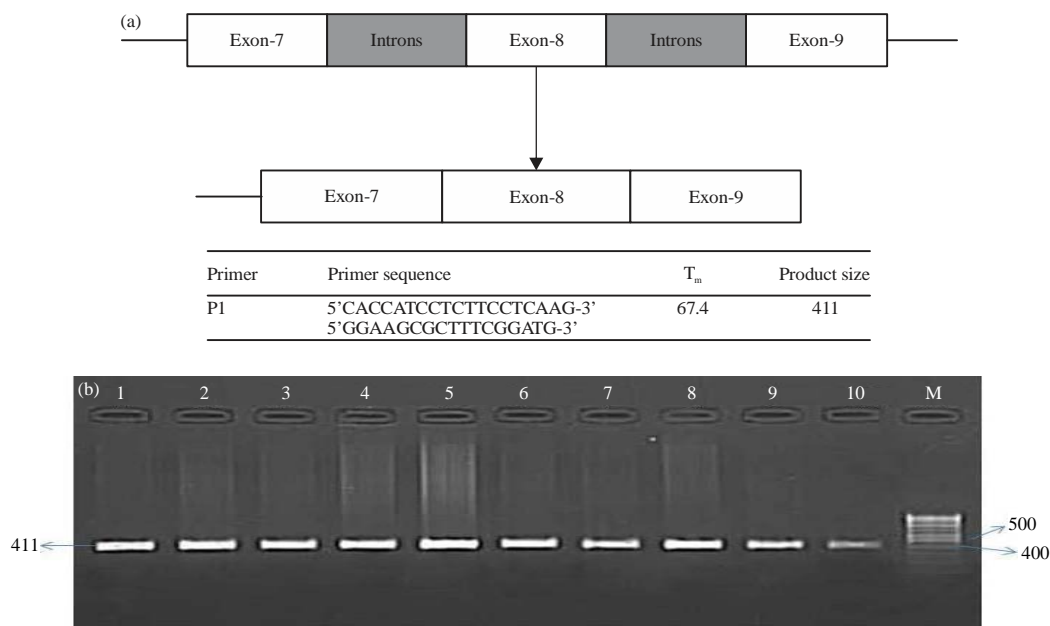 (a)
Exon-7 Introns Exon-8 Introns Exon-9
Exon-7 Exon-8 Exon-9
Primer Primer sequence Tm Product size
P1 5'CACCATCCTCTTCCTCAAG-3' 67.4 411
5'GGAAGCGCTTTCGGATG-3'
(b)
1 2 3 4 5 6 7 8 9 10 M
411
500
400